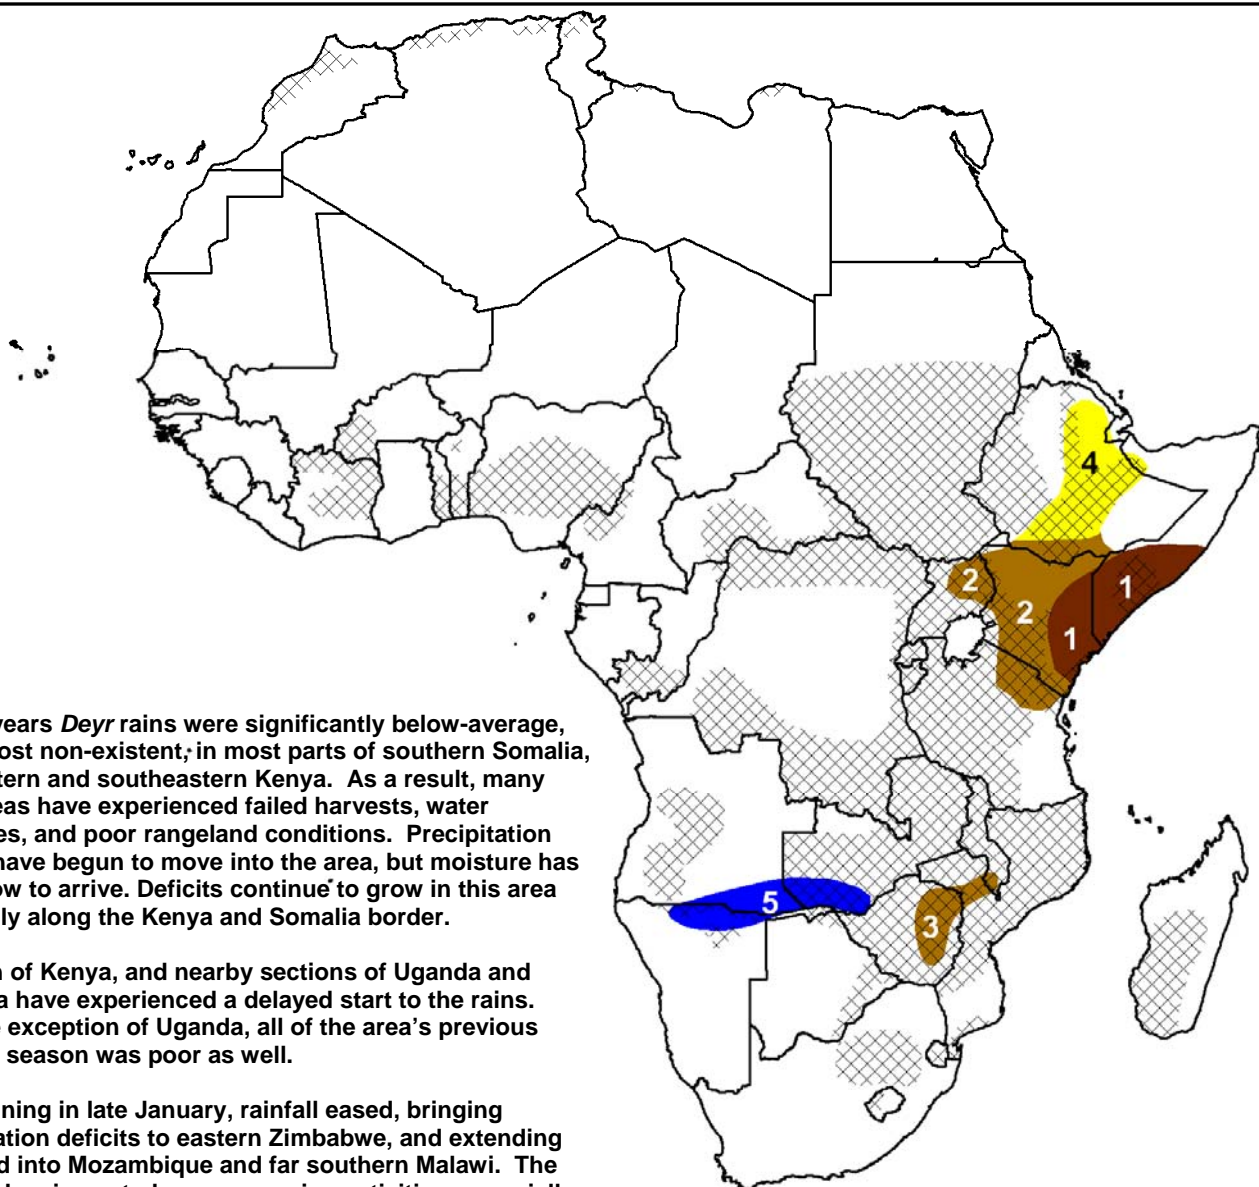 4
2
1
2
1
years Deyr rains were significantly below-average,
ost non-existent, in most parts of southern Somalia,
tern and southeastern Kenya. As a result, many
eas have experienced failed harvests, water
es, and poor rangeland conditions. Precipitation
have begun to move into the area, but moisture has
ow to arrive. Deficits continue to grow in this area
ly along the Kenya and Somalia border.
5
3
n of Kenya, and nearby sections of Uganda and
a have experienced a delayed start to the rains.
exception of Uganda, all of the area's previous
season was poor as well.
ning in late January, rainfall eased, bringing
ation deficits to eastern Zimbabwe, and extending
d into Mozambique and far southern Malawi. The